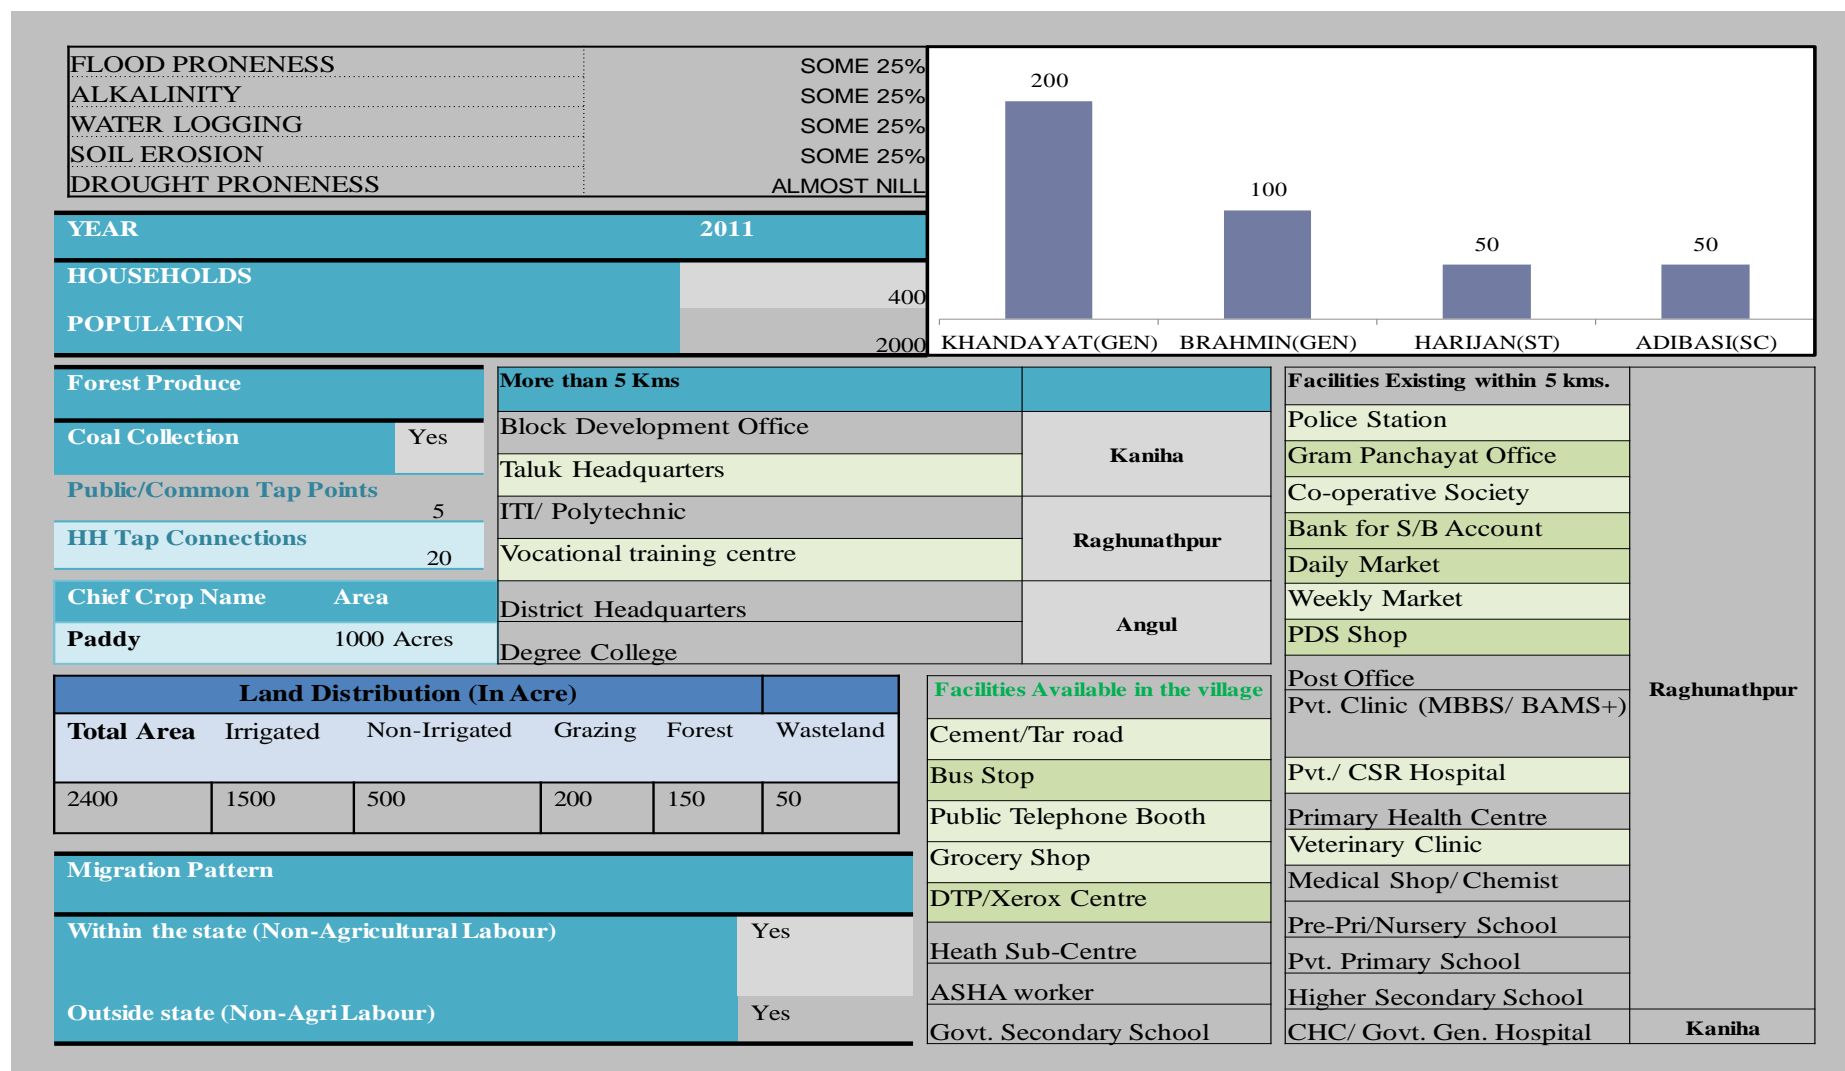 FLOOD PRONENESS SOME 25%
ALKALINITY SOME 25%
WATER LOGGING SOME 25%
SOIL EROSION SOME 25%
DROUGHT PRONENESS ALMOST NILL
YEAR 2011
HOUSEHOLDS 400
POPULATION 2000
200
100
50 50
KHANDAYAT(GEN) BRAHMIN(GEN) HARIJAN(ST) ADIBASI(SC)
Forest Produce
Coal Collection Yes
Public/Common Tap Points 5
HH Tap Connections 20
Chief Crop Name Area
Paddy 1000 Acres
More than 5 Kms
Block Development Office
Taluk Headquarters
Kaniha
ITI/ Polytechnic
Vocational training centre
Raghunathpur
District Headquarters
Degree College
Angul
Land Distribution (In Acre)
Total Area Irrigated Non-Irrigated Grazing Forest Wasteland
2400 1500 500 200 150 50
Migration Pattern
Within the state (Non-Agricultural Labour) Yes
Outside state (Non-Agri Labour) Yes
Facilities Available in the village
Cement/Tar road
Bus Stop
Public Telephone Booth
Grocery Shop
DTP/Xerox Centre
Heath Sub-Centre
ASHA worker
Govt. Secondary School
Facilities Existing within 5 kms.
Police Station
Gram Panchayat Office
Co-operative Society
Bank for S/B Account
Daily Market
Weekly Market
PDS Shop
Post Office
Pvt. Clinic (MBBS/ BAMS+)
Pvt./ CSR Hospital
Primary Health Centre
Veterinary Clinic
Medical Shop/ Chemist
Pre-Pri/Nursery School
Pvt. Primary School
Higher Secondary School
Raghunathpur
CHC/ Govt. Gen. Hospital Kaniha